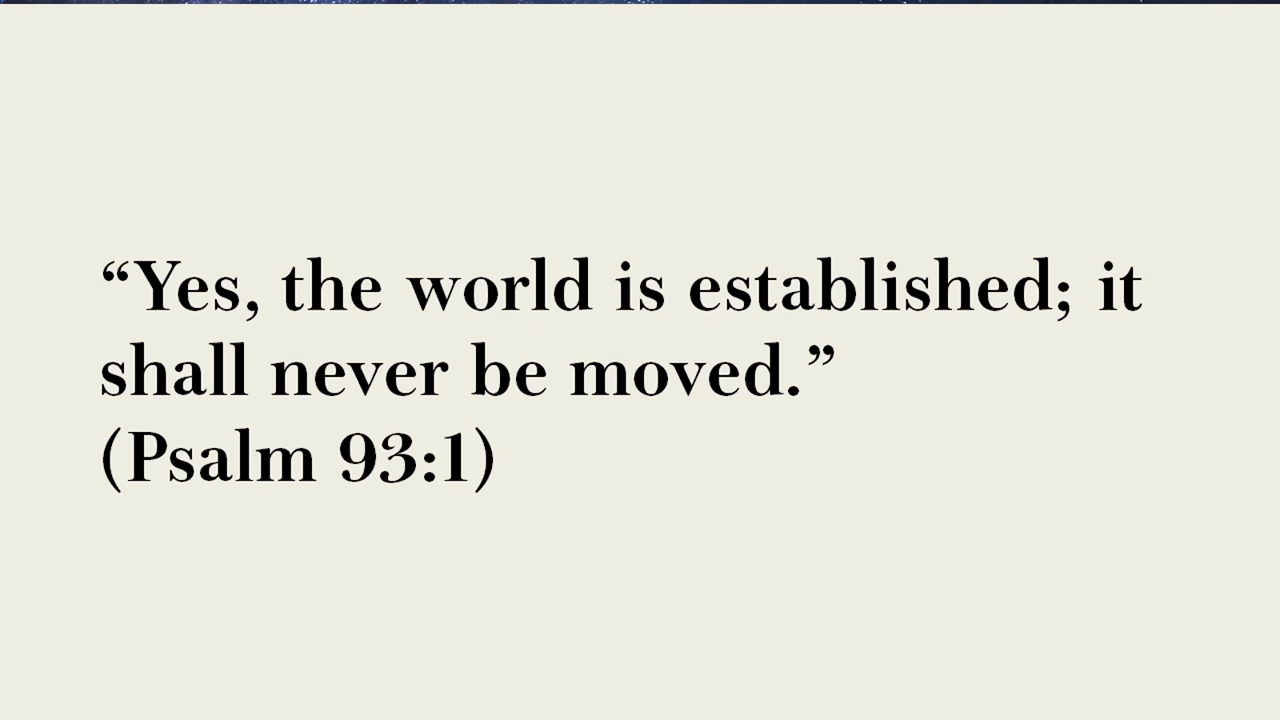 “Yes, the world is established; it
shall never be moved.”
(Psalm 93:1)